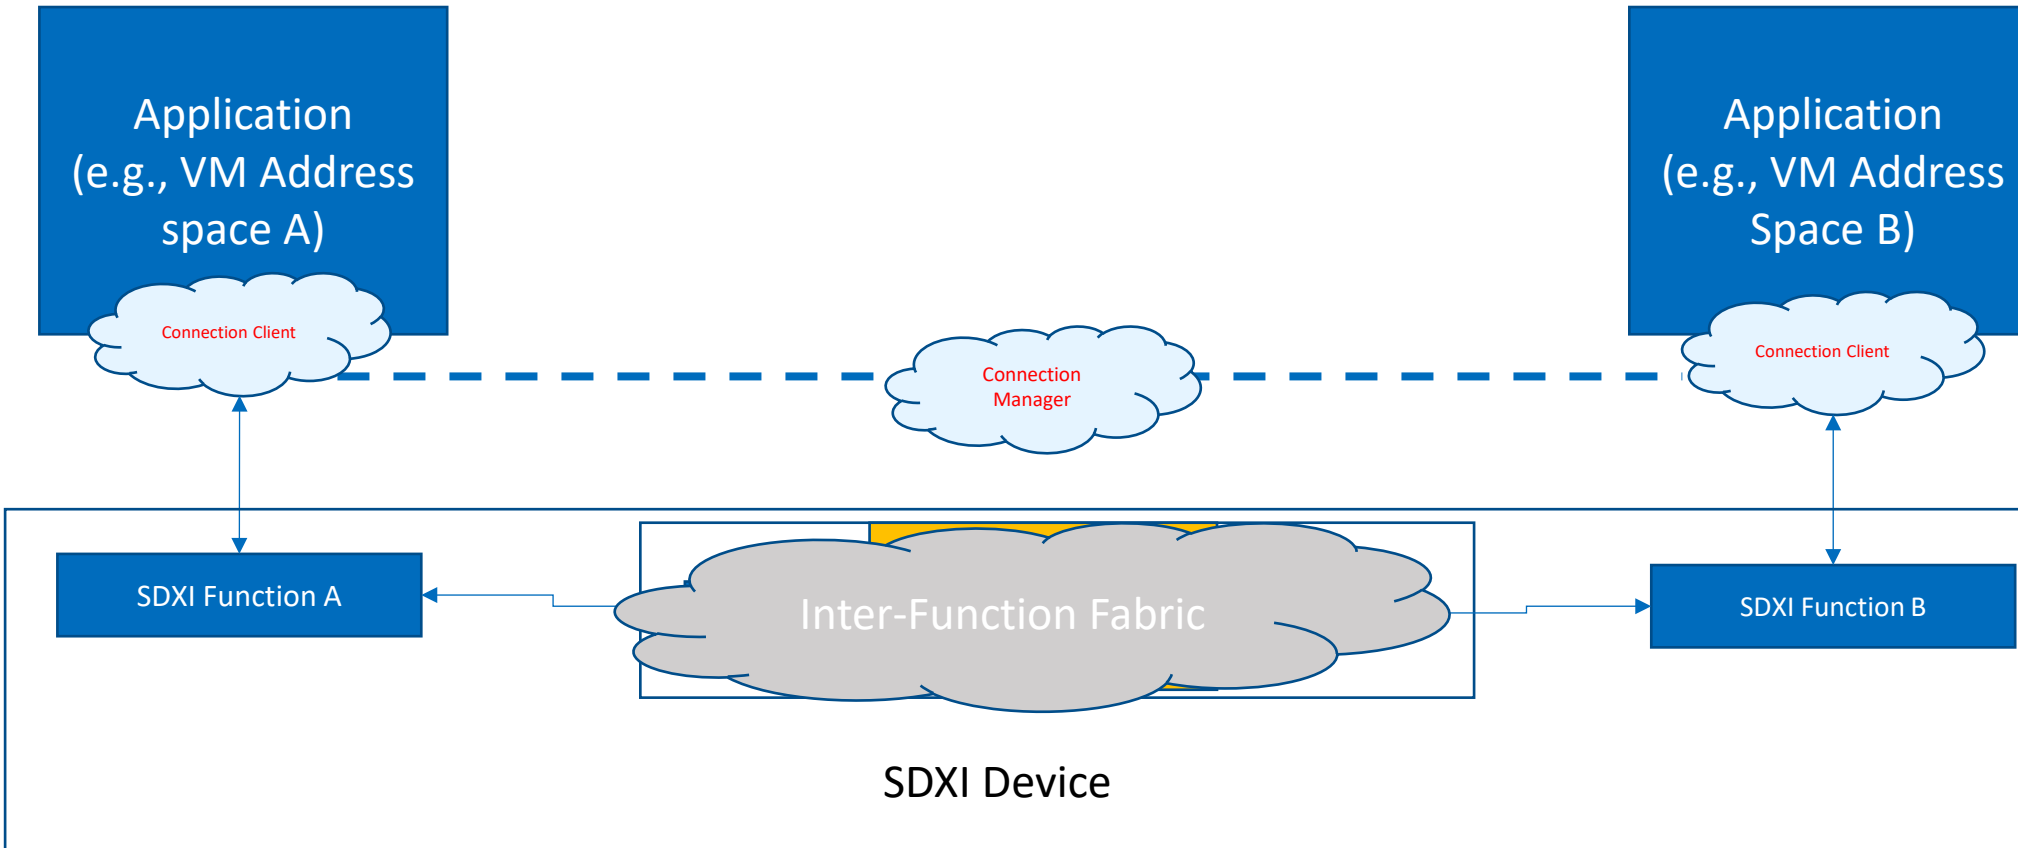 Application
(e.g., VM Address
space A)
Application
(e.g., VM Address
Space B)
Connection Client
Connection Client
Connection
Manager
SDXI Function A
Inter-Function Fabric
SDXI Function B
SDXI Device